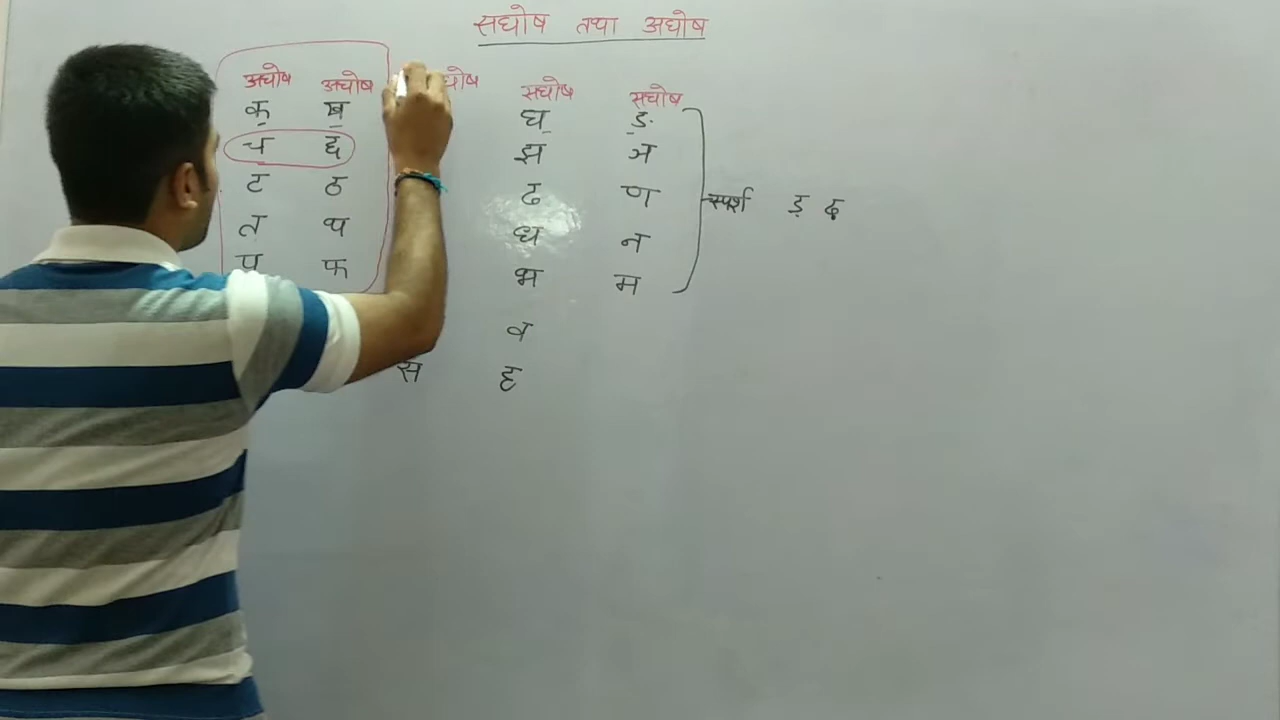 सघोष तथा अघोष
अघोष अघोष सघोष सघोष
क ख घ ङ
च छ झ ञ
ट ठ ढ ण स्पर्श ड़ ढ़
त थ ध न
प फ भ म
व
स ह